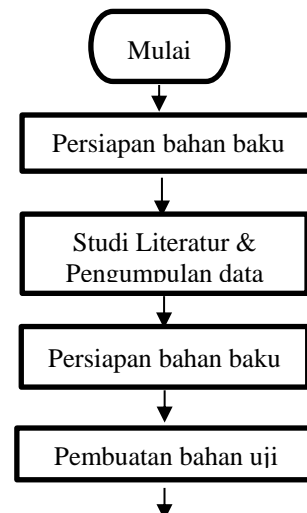 Mulai
Persiapan bahan baku
Studi Literatur &
Pengumpulan data
Persiapan bahan baku
Pembuatan bahan uji